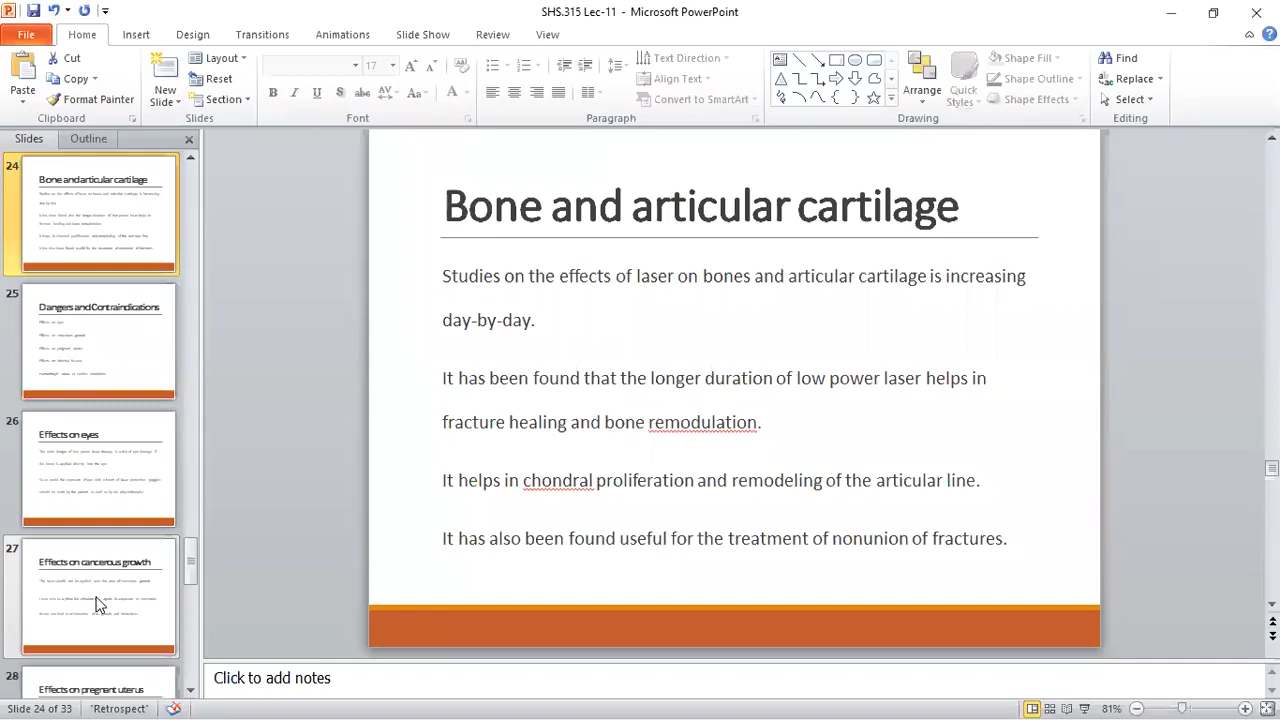 SHS.315 Lec-11 - Microsoft PowerPoint
File Home Insert Design Transitions Animations Slide Show Review View
Paste
Cut
Copy
Format Painter
Clipboard
New Slide
Layout
Reset
Section
Slides
17
Font
Text Direction
Align Text
Convert to SmartArt
Paragraph
Arrange
Quick Styles
Shape Fill
Shape Outline
Shape Effects
Drawing
Find
Replace
Select
Editing
Slides Outline
24
Bone and articular cartilage
25
Dangers and Contraindications
26
Effects on eyes
27
Effects on cancerous growth
28
Effects on pregnant uterus
Bone and articular cartilage
Studies on the effects of laser on bones and articular cartilage is increasing
day-by-day.
It has been found that the longer duration of low power laser helps in
fracture healing and bone remodulation.
It helps in chondral proliferation and remodeling of the articular line.
It has also been found useful for the treatment of nonunion of fractures.
Click to add notes
Slide 24 of 33 "Retrospect" 81%